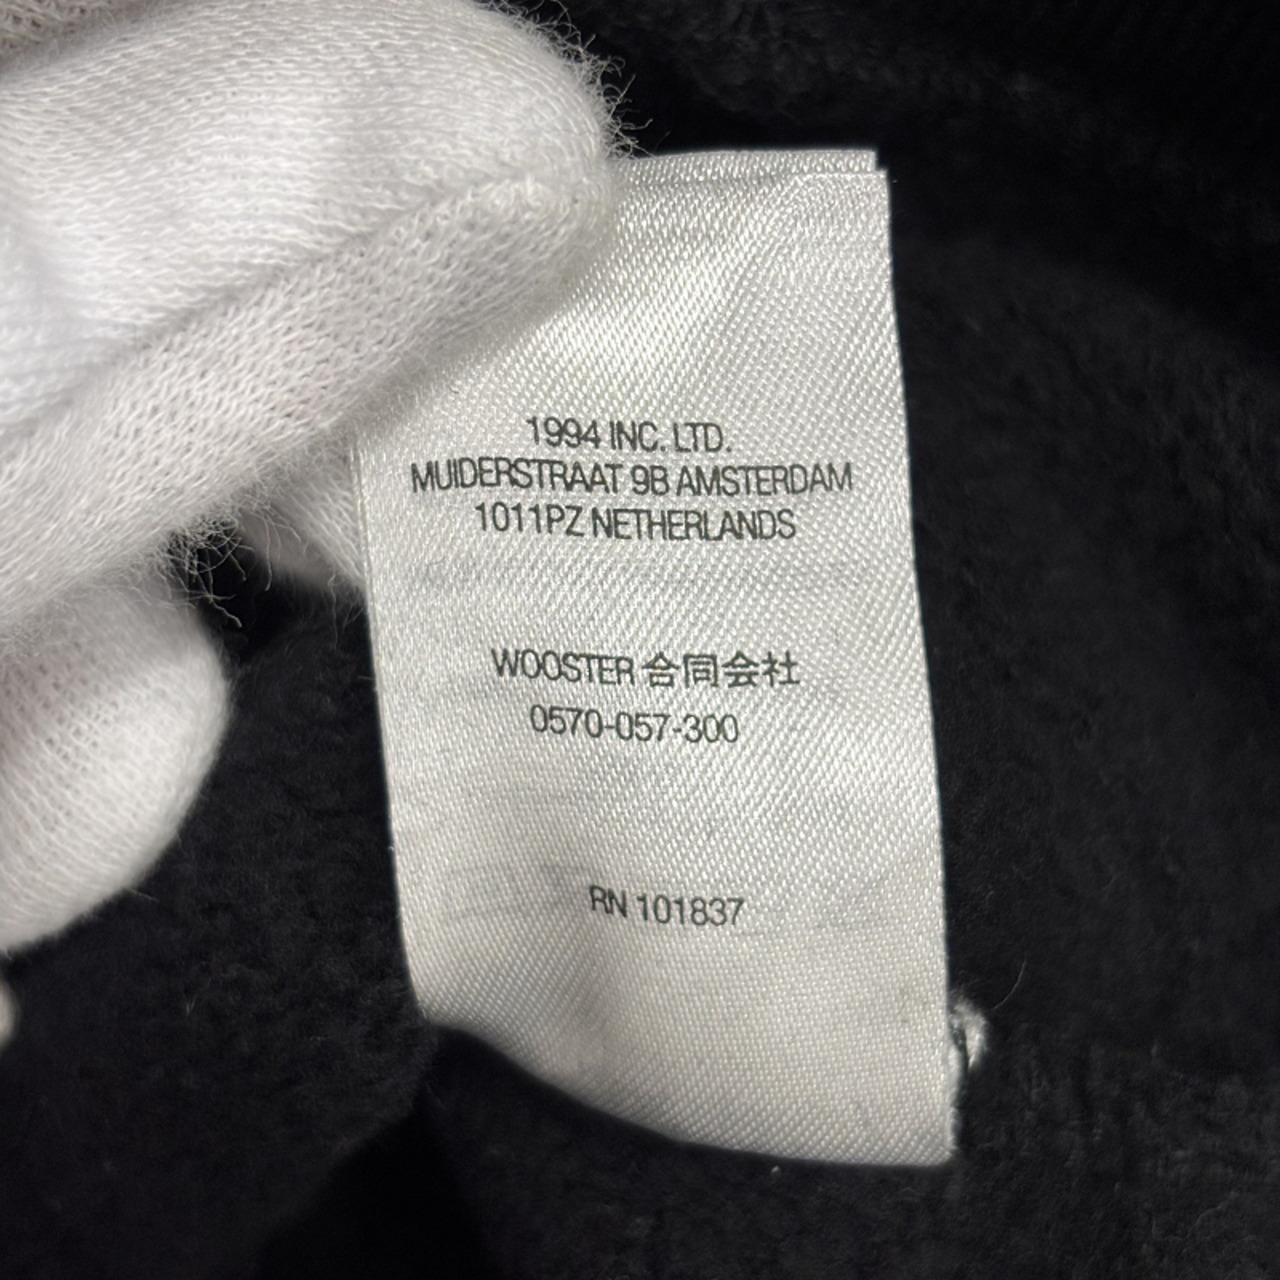 1994 INC. LTD.
MUIDERSTRAAT 9B AMSTERDAM
1011PZ NETHERLANDS
WOOSTER 合同会社
0570-057-300
RN 101837